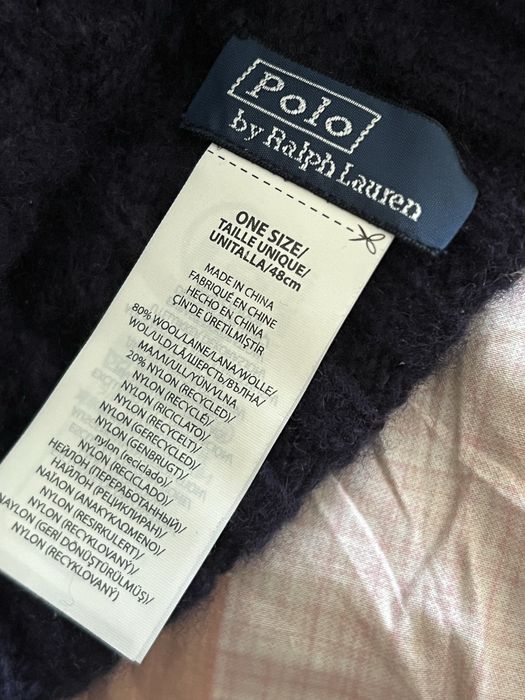 Polo
by Ralph Lauren
ONE SIZE/
TAILLE UNIQUE/
UNITALLA/48cm
MADE IN CHINA
FABRIQUÉ EN CHINE
HECHO EN CHINA
ÇİN'DE ÜRETİLMİŞTİR
80% WOOL/LAINE/LANA/WOLLE/
WOL/ULD/LÃ/ШЕРСТЬ/ВЪЛНА/
ΜΑΛΛΙ/ULL/YÜN/VLNA
20% NYLON (RECYCLED)/
NYLON (RECYCLÉ)/
NYLON (RICICLATO)/
NYLON (RECYCELT)/
NYLON (GERECYCLED)/
NYLON (GENBRUGT)/
nylon (reciclado)/
NYLON (RECICLADO)/
НЕЙЛОН (ПЕРЕРАБОТАННЫЙ)/
НАЙЛОН (РЕЦИКЛИРАН)/
ΝΑΪΛΟΝ (ΑΝΑΚΥΚΛΩΜΕΝΟ)/
NYLON (RESIRKULERT)/
NYLON (RECYKLOVANÝ)/
NAYLON (GERİ DÖNÜŞTÜRÜLMÜŞ)/
NYLON (RECYKLOVANÝ)